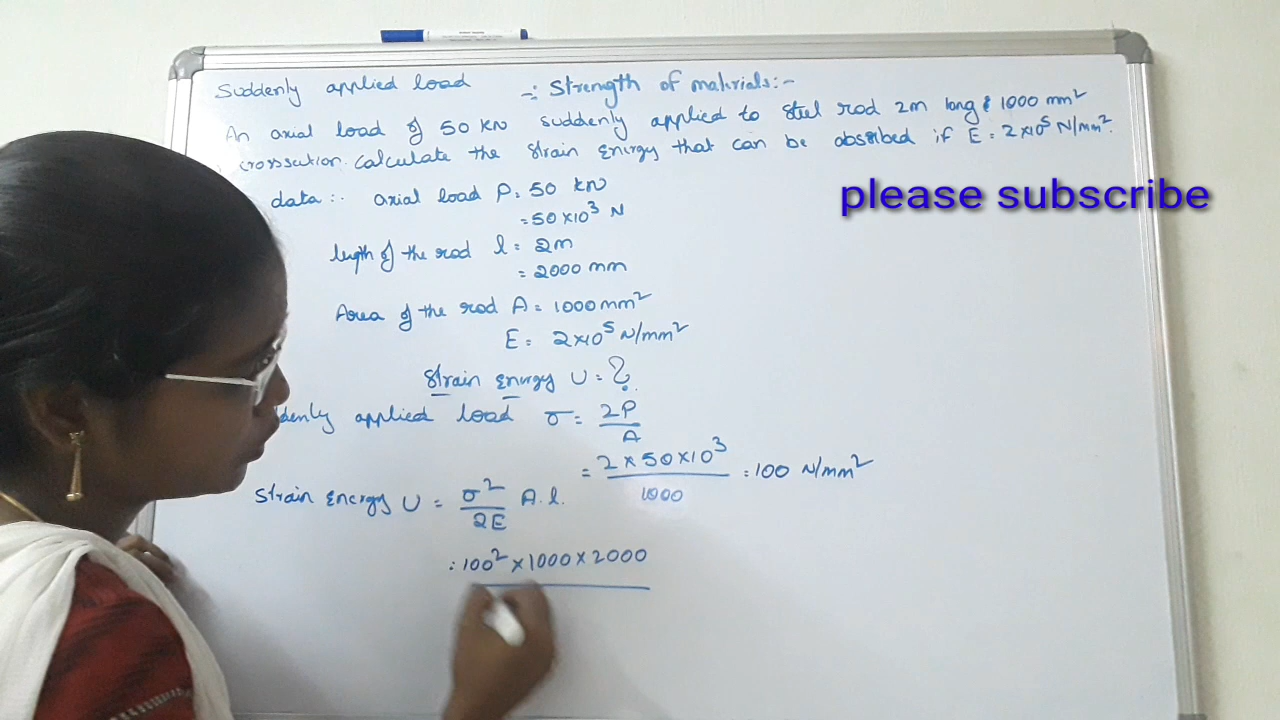 Suddenly applied load -: Strength of materials:-
An axial load of 50 KN suddenly applied to steel rod 2m long & 1000 mm²
crosssection. calculate the strain energy that can be absorbed if E = 2×10⁵ N/mm².
data:- axial load P = 50 KN
please subscribe
= 50×10³ N
length of the rod l = 2m
= 2000 mm
Area of the rod A = 1000 mm²
E = 2×10⁵ N/mm²
Strain energy U = ?
applied load σ = 2P/A
= 2×50×10³/1000 = 100 N/mm²
Strain energy U = σ²/2E A.l.
= 100²×1000×2000